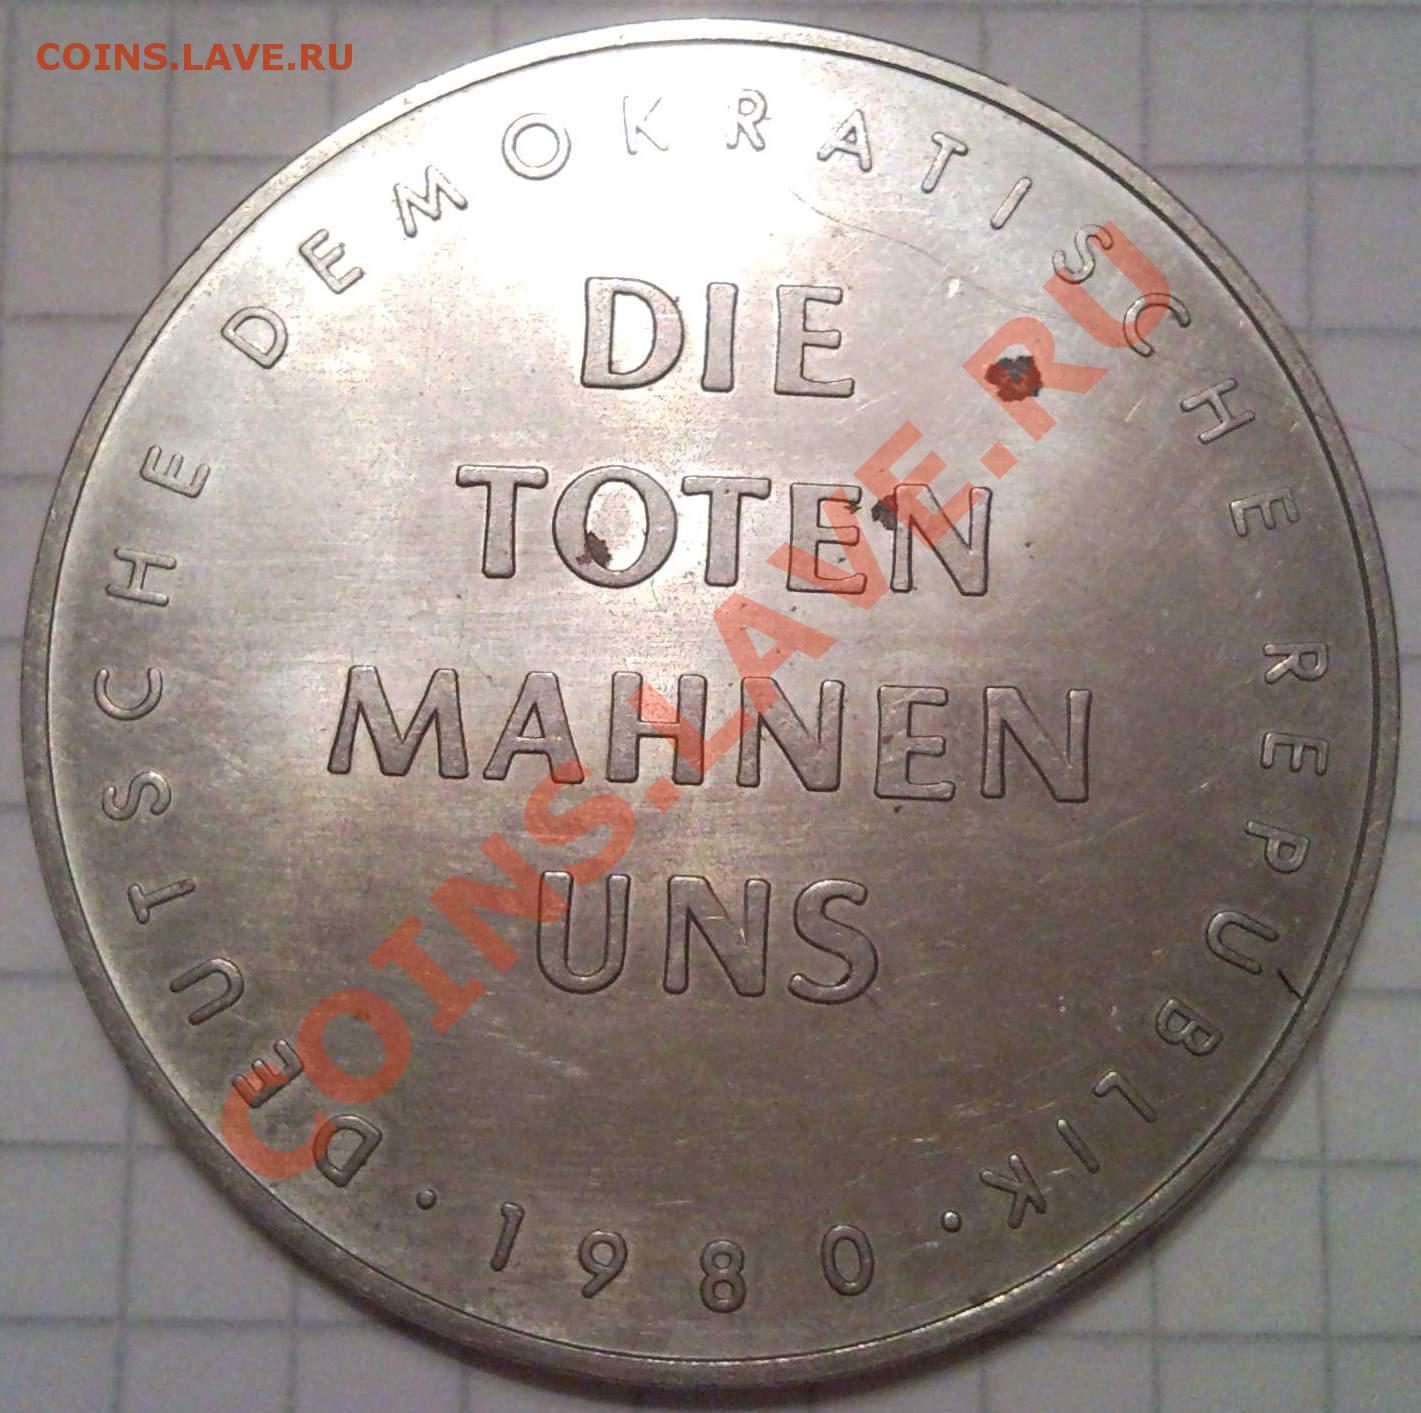 COINS.LAVE.RU
DEUTSCHE DEMOKRATISCHE REPUBLIK
DIE
TOTEN
MAHNEN
UNS
· 1980 ·
COINS.LAVE.RU